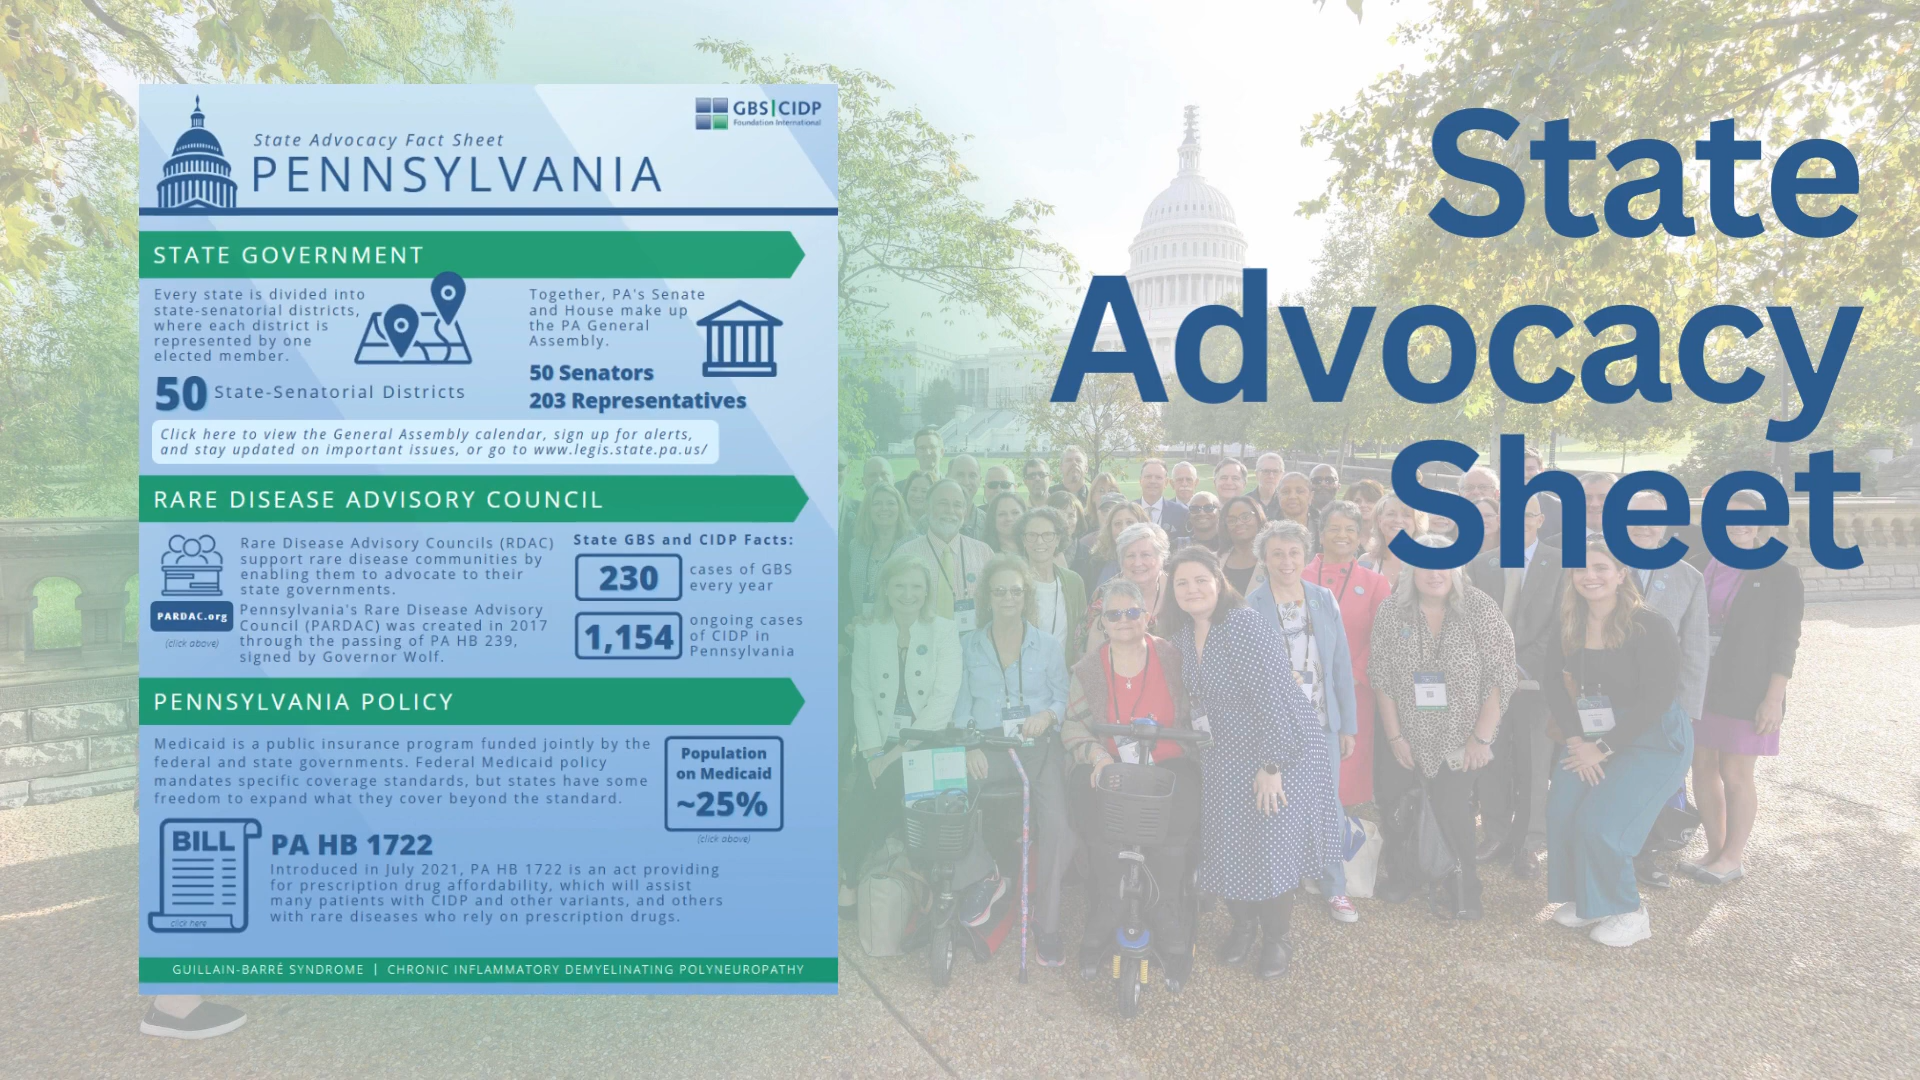 GBS|CIDP
Foundation International
State Advocacy Fact Sheet
PENNSYLVANIA
STATE GOVERNMENT
Every state is divided into
state-senatorial districts,
where each district is
represented by one
elected member.
50 State-Senatorial Districts
Together, PA's Senate
and House make up
the PA General
Assembly.
50 Senators
203 Representatives
Click here to view the General Assembly calendar, sign up for alerts,
and stay updated on important issues, or go to www.legis.state.pa.us/
RARE DISEASE ADVISORY COUNCIL
Rare Disease Advisory Councils (RDAC)
support rare disease communities by
enabling them to advocate to their
state governments.
PARDAC.org
(click above)
Pennsylvania's Rare Disease Advisory
Council (PARDAC) was created in 2017
through the passing of PA HB 239,
signed by Governor Wolf.
State GBS and CIDP Facts:
230
cases of GBS
every year
1,154
ongoing cases
of CIDP in
Pennsylvania
PENNSYLVANIA POLICY
Medicaid is a public insurance program funded jointly by the
federal and state governments. Federal Medicaid policy
mandates specific coverage standards, but states have some
freedom to expand what they cover beyond the standard.
Population
on Medicaid
~25%
(click above)
BILL
click here
PA HB 1722
Introduced in July 2021, PA HB 1722 is an act providing
for prescription drug affordability, which will assist
many patients with CIDP and other variants, and others
with rare diseases who rely on prescription drugs.
GUILLAIN-BARRÉ SYNDROME | CHRONIC INFLAMMATORY DEMYELINATING POLYNEUROPATHY
State
Advocacy
Sheet